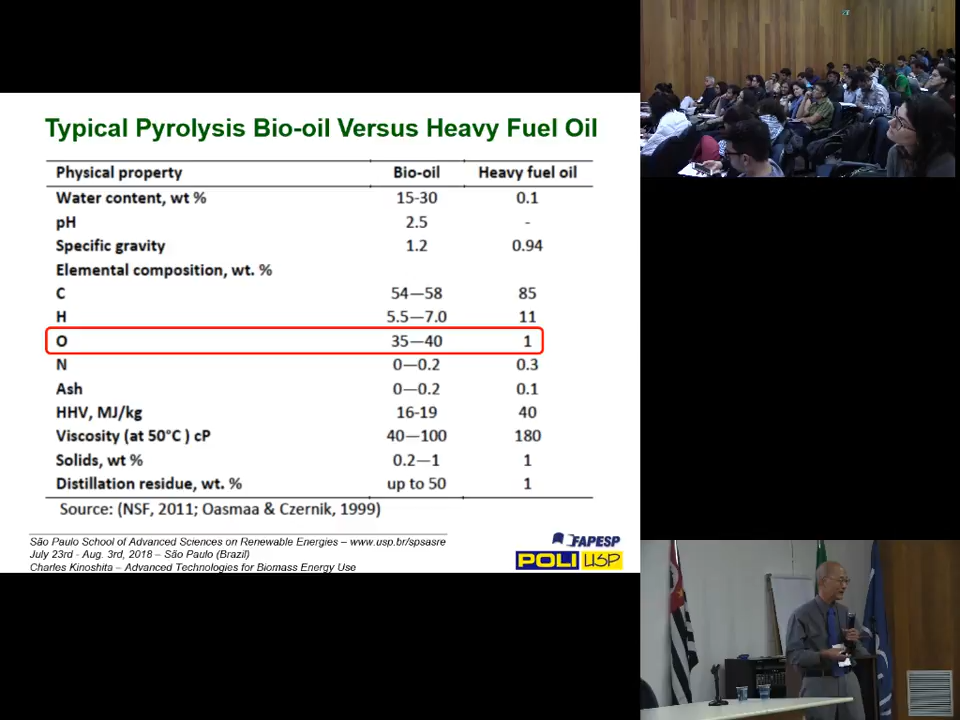 Typical Pyrolysis Bio-oil Versus Heavy Fuel Oil
Physical property Bio-oil Heavy fuel oil
Water content, wt % 15-30 0.1
pH 2.5 -
Specific gravity 1.2 0.94
Elemental composition, wt. %
C 54—58 85
H 5.5—7.0 11
O 35—40 1
N 0—0.2 0.3
Ash 0—0.2 0.1
HHV, MJ/kg 16-19 40
Viscosity (at 50°C ) cP 40—100 180
Solids, wt % 0.2—1 1
Distillation residue, wt. % up to 50 1
Source: (NSF, 2011; Oasmaa & Czernik, 1999)
São Paulo School of Advanced Sciences on Renewable Energies – www.usp.br/spsasre
July 23rd - Aug. 3rd, 2018 – São Paulo (Brazil)
Charles Kinoshita – Advanced Technologies for Biomass Energy Use
FAPESP
POLI USP